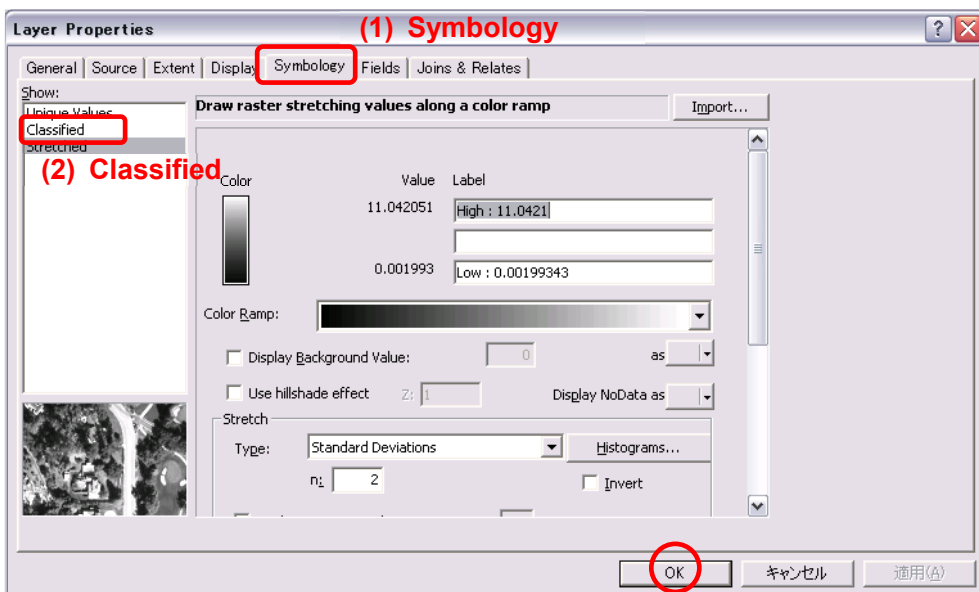 Layer Properties
(1) Symbology
General Source Extent Display Symbology Fields Joins & Relates
Show:
Unique Values
Classified
Stretched
(2) Classified
Draw raster stretching values along a color ramp
Import...
Color Value Label
11.042051 High : 11.0421
0.001993 Low : 0.00199343
Color Ramp:
Display Background Value: 0 as
Use hillshade effect Z: 1 Display NoData as
Stretch
Type: Standard Deviations Histograms...
n: 2 Invert
OK キャンセル 適用(A)